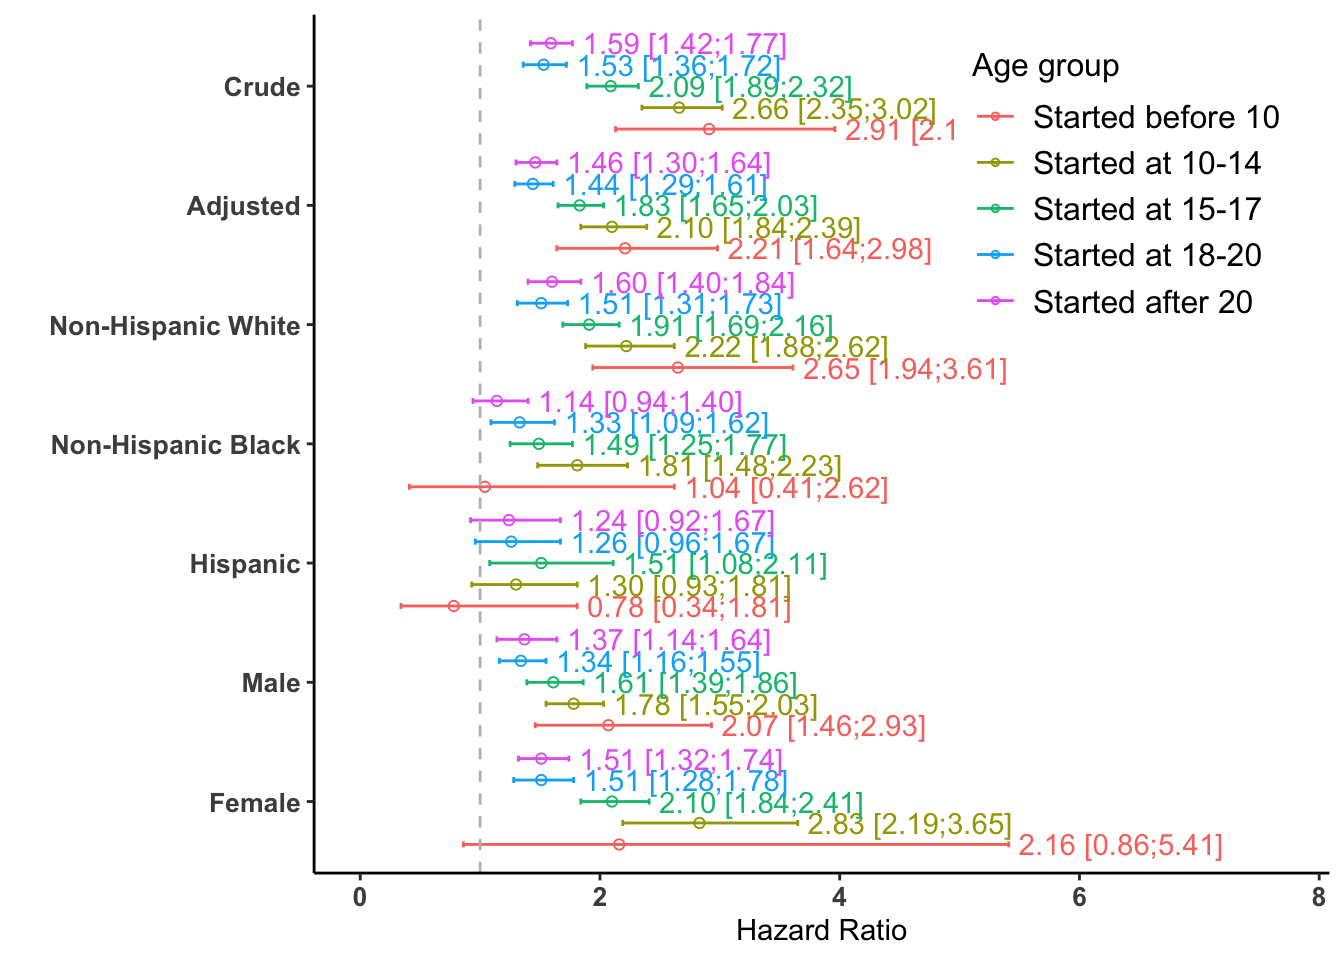 Crude
1.59 [1.42;1.77]
1.53 [1.36;1.72]
2.09 [1.89;2.32]
2.66 [2.35;3.02]
2.91 [2.1
Adjusted
1.46 [1.30;1.64]
1.44 [1.29;1.61]
1.83 [1.65;2.03]
2.10 [1.84;2.39]
2.21 [1.64;2.98]
Non-Hispanic White
1.60 [1.40;1.84]
1.51 [1.31;1.73]
1.91 [1.69;2.16]
2.22 [1.88;2.62]
2.65 [1.94;3.61]
Non-Hispanic Black
1.14 [0.94;1.40]
1.33 [1.09;1.62]
1.49 [1.25;1.77]
1.81 [1.48;2.23]
1.04 [0.41;2.62]
Hispanic
1.24 [0.92;1.67]
1.26 [0.96;1.67]
1.51 [1.08;2.11]
1.30 [0.93;1.81]
0.78 [0.34;1.81]
Male
1.37 [1.14;1.64]
1.34 [1.16;1.55]
1.61 [1.39;1.86]
1.78 [1.55;2.03]
2.07 [1.46;2.93]
Female
1.51 [1.32;1.74]
1.51 [1.28;1.78]
2.10 [1.84;2.41]
2.83 [2.19;3.65]
2.16 [0.86;5.41]
Age group
Started before 10
Started at 10-14
Started at 15-17
Started at 18-20
Started after 20
0 2 4 6 8
Hazard Ratio